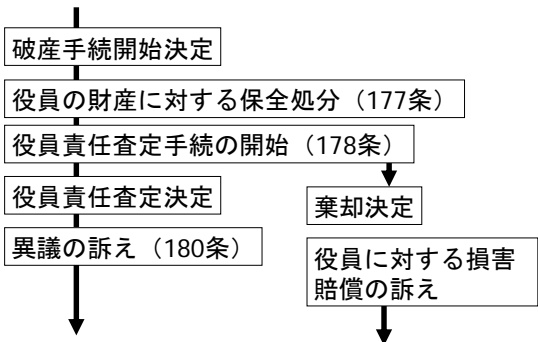 破産手続開始決定
役員の財産に対する保全処分（177条）
役員責任査定手続の開始（178条）
役員責任査定決定
棄却決定
異議の訴え（180条）
役員に対する損害
賠償の訴え